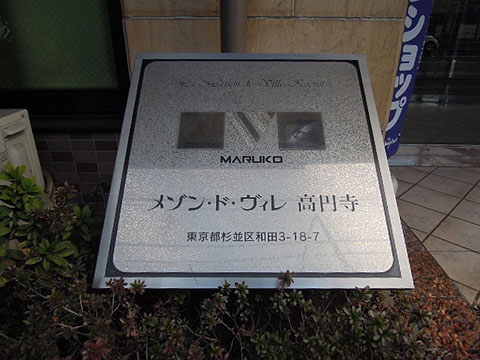 La Maison de Ville Koenji
MARUKO
メゾン・ド・ヴィレ 高円寺
東京都杉並区和田3-18-7
ショップ